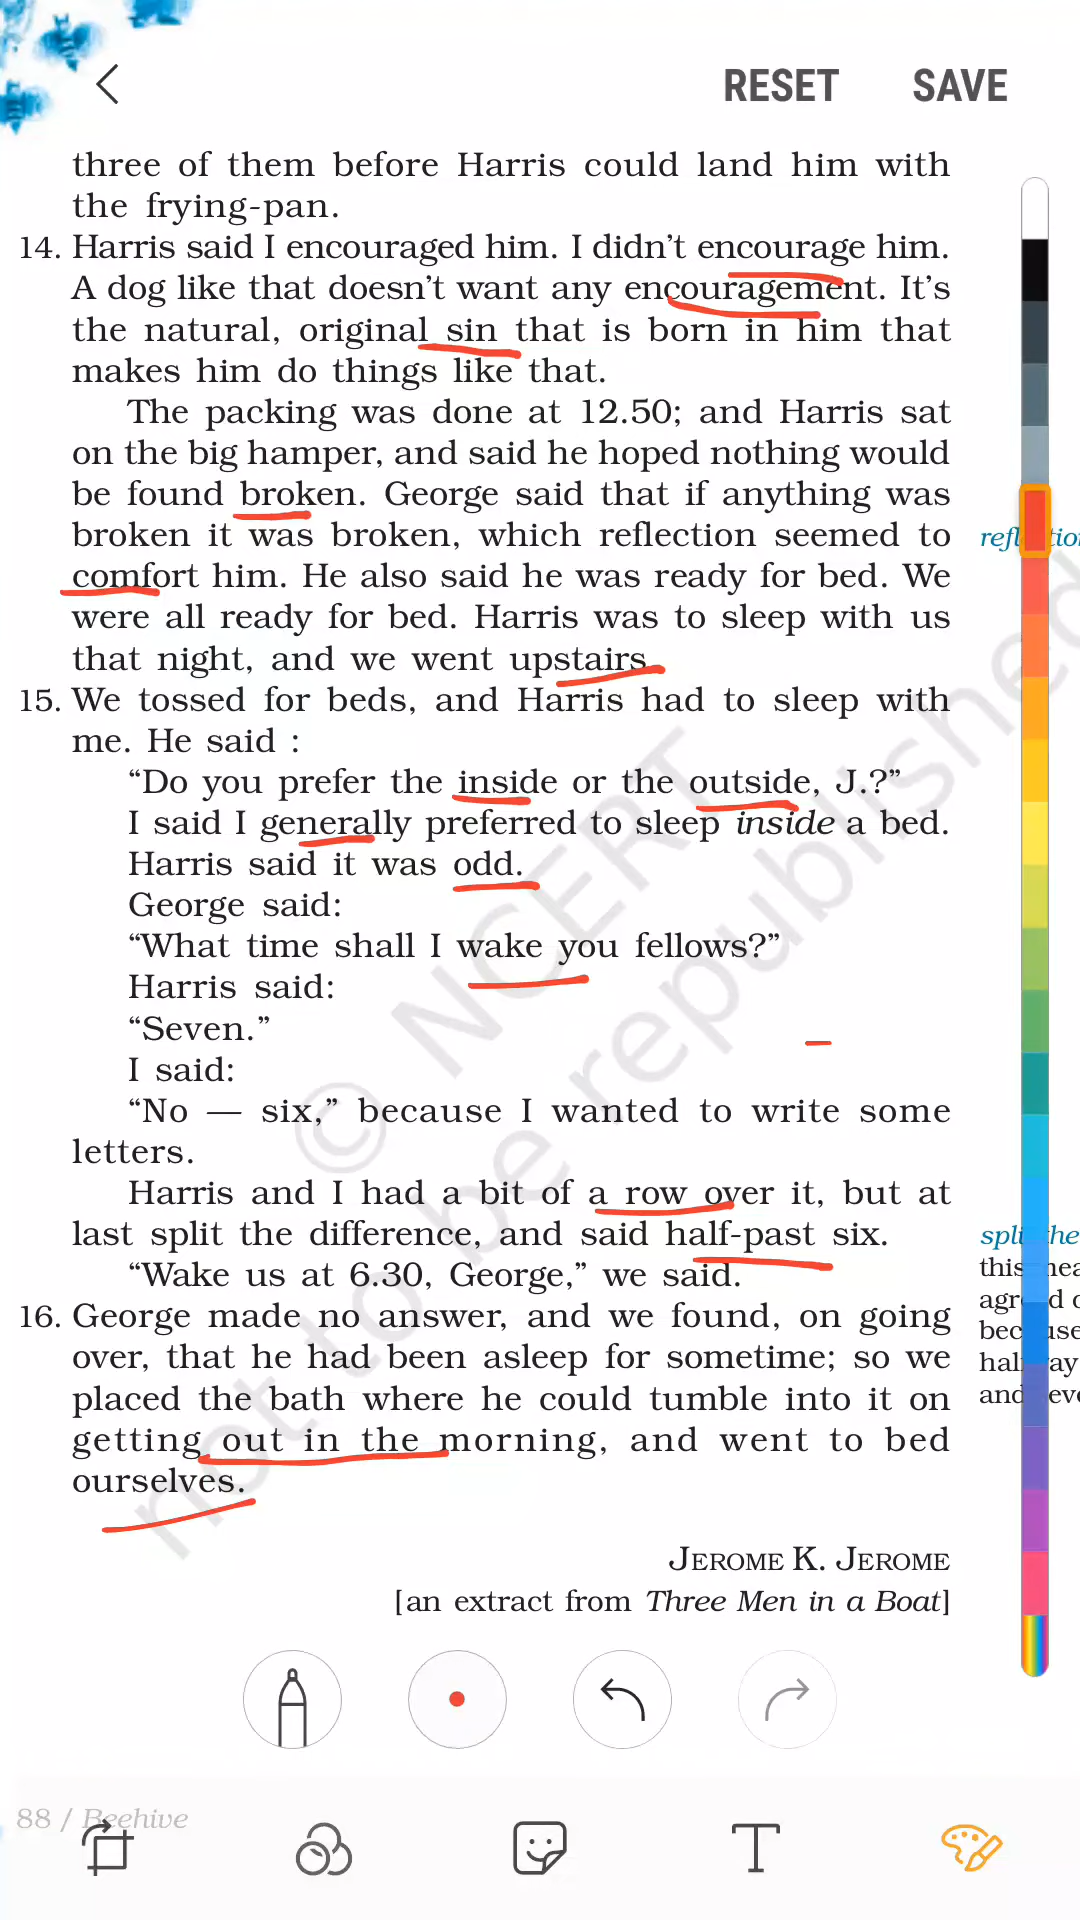 RESET SAVE
three of them before Harris could land him with
the frying-pan.
14. Harris said I encouraged him. I didn't encourage him.
A dog like that doesn't want any encouragement. It's
the natural, original sin that is born in him that
makes him do things like that.
The packing was done at 12.50; and Harris sat
on the big hamper, and said he hoped nothing would
be found broken. George said that if anything was
broken it was broken, which reflection seemed to
comfort him. He also said he was ready for bed. We
were all ready for bed. Harris was to sleep with us
that night, and we went upstairs.
15. We tossed for beds, and Harris had to sleep with
me. He said :
“Do you prefer the inside or the outside, J.?”
I said I generally preferred to sleep inside a bed.
Harris said it was odd.
George said:
“What time shall I wake you fellows?”
Harris said:
“Seven.”
I said:
“No — six,” because I wanted to write some
letters.
Harris and I had a bit of a row over it, but at
last split the difference, and said half-past six.
“Wake us at 6.30, George,” we said.
16. George made no answer, and we found, on going
over, that he had been asleep for sometime; so we
placed the bath where he could tumble into it on
getting out in the morning, and went to bed
ourselves.
JEROME K. JEROME
[an extract from Three Men in a Boat]
this
and
© NCERT
not to be republished
88 / Beehive
T